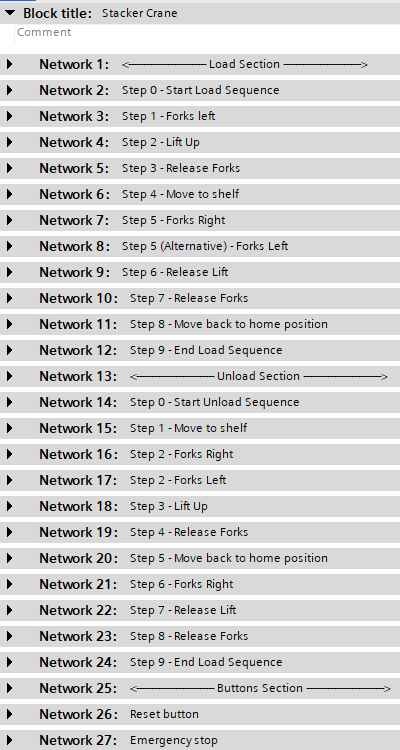 Block title: Stacker Crane
Comment
Network 1: <-------------------------- Load Section -------------------------->
Network 2: Step 0 - Start Load Sequence
Network 3: Step 1 - Forks left
Network 4: Step 2 - Lift Up
Network 5: Step 3 - Release Forks
Network 6: Step 4 - Move to shelf
Network 7: Step 5 - Forks Right
Network 8: Step 5 (Alternative) - Forks Left
Network 9: Step 6 - Release Lift
Network 10: Step 7 - Release Forks
Network 11: Step 8 - Move back to home position
Network 12: Step 9 - End Load Sequence
Network 13: <-------------------------- Unload Section -------------------------->
Network 14: Step 0 - Start Unload Sequence
Network 15: Step 1 - Move to shelf
Network 16: Step 2 - Forks Right
Network 17: Step 2 - Forks Left
Network 18: Step 3 - Lift Up
Network 19: Step 4 - Release Forks
Network 20: Step 5 - Move back to home position
Network 21: Step 6 - Forks Right
Network 22: Step 7 - Release Lift
Network 23: Step 8 - Release Forks
Network 24: Step 9 - End Load Sequence
Network 25: <-------------------------- Buttons Section -------------------------->
Network 26: Reset button
Network 27: Emergency stop